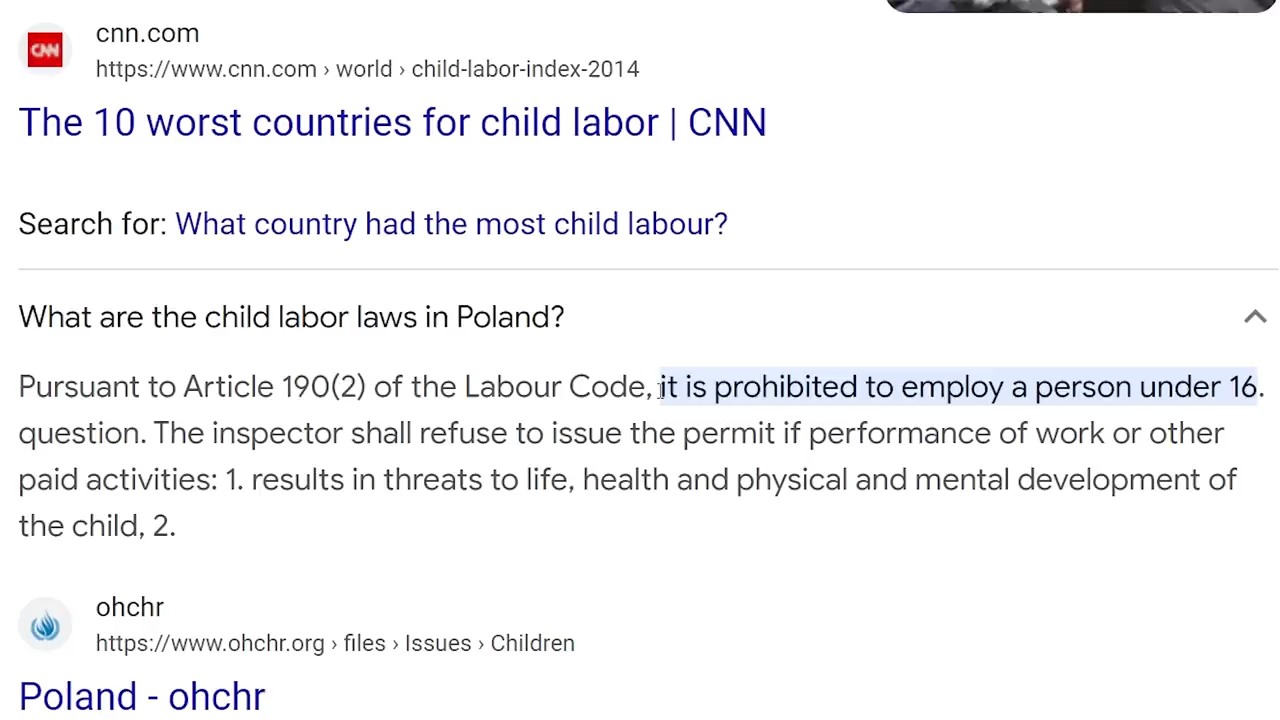 cnn.com
CNN
https://www.cnn.com › world › child-labor-index-2014
The 10 worst countries for child labor | CNN
Search for: What country had the most child labour?
What are the child labor laws in Poland?
Pursuant to Article 190(2) of the Labour Code, it is prohibited to employ a person under 16.
question. The inspector shall refuse to issue the permit if performance of work or other
paid activities: 1. results in threats to life, health and physical and mental development of
the child, 2.
ohchr
https://www.ohchr.org › files › Issues › Children
Poland - ohchr